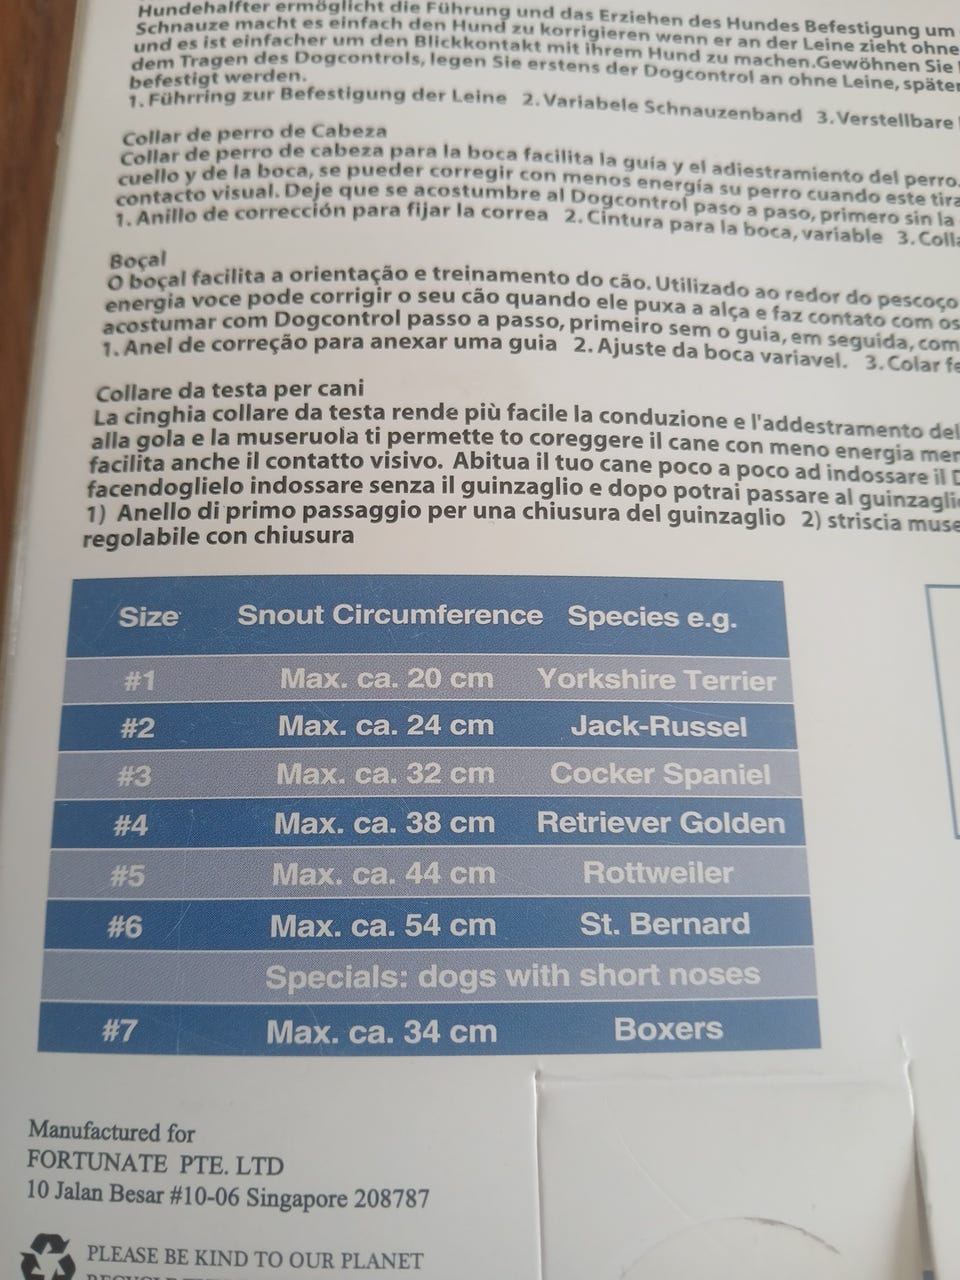 Hundehalfter ermöglicht die Führung und das Erziehen des Hundes Befestigung um
Schnauze macht es einfach den Hund zu korrigieren wenn er an der Leine zieht ohne
und es ist einfacher um den Blickkontakt mit ihrem Hund zu machen.Gewöhnen Sie
dem Tragen des Dogcontrols, legen Sie erstens der Dogcontrol an ohne Leine, später
befestigt werden.
1. Führring zur Befestigung der Leine 2. Variabele Schnauzenband 3. Verstellbare
Collar de perro de Cabeza
Collar de perro de cabeza para la boca facilita la guía y el adiestramiento del perro.
cuello y de la boca, se pueder corregir con menos energía su perro cuando este tira
contacto visual. Deje que se acostumbre al Dogcontrol paso a paso, primero sin la
1. Anillo de corrección para fijar la correa 2. Cintura para la boca, variable 3. Colla
Boçal
O boçal facilita a orientação e treinamento do cão. Utilizado ao redor do pescoço
energia voce pode corrigir o seu cão quando ele puxa a alça e faz contato com os
acostumar com Dogcontrol passo a passo, primeiro sem o guia, em seguida, com
1. Anel de correção para anexar uma guia 2. Ajuste da boca variavel. 3. Colar fe
Collare da testa per cani
La cinghia collare da testa rende più facile la conduzione e l'addestramento del
alla gola e la museruola ti permette to coreggere il cane con meno energia men
facilita anche il contatto visivo. Abitua il tuo cane poco a poco ad indossare il D
facendoglielo indossare senza il guinzaglio e dopo potrai passare al guinzaglio
1) Anello di primo passaggio per una chiusura del guinzaglio 2) striscia muse
regolabile con chiusura
Size Snout Circumference Species e.g.
#1 Max. ca. 20 cm Yorkshire Terrier
#2 Max. ca. 24 cm Jack-Russel
#3 Max. ca. 32 cm Cocker Spaniel
#4 Max. ca. 38 cm Retriever Golden
#5 Max. ca. 44 cm Rottweiler
#6 Max. ca. 54 cm St. Bernard
Specials: dogs with short noses
#7 Max. ca. 34 cm Boxers
Manufactured for
FORTUNATE PTE. LTD
10 Jalan Besar #10-06 Singapore 208787
PLEASE BE KIND TO OUR PLANET